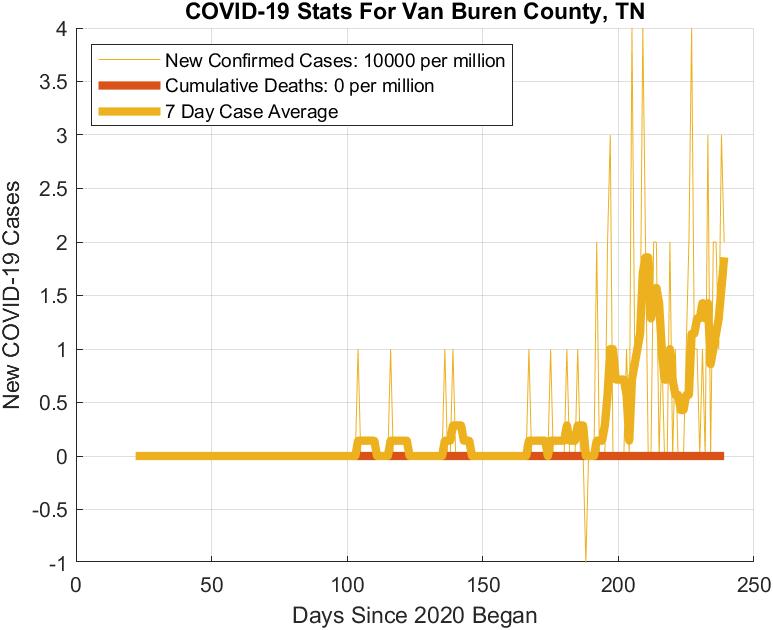 COVID-19 Stats For Van Buren County, TN
New Confirmed Cases: 10000 per million
Cumulative Deaths: 0 per million
7 Day Case Average
New COVID-19 Cases
4
3.5
3
2.5
2
1.5
1
0.5
0
-0.5
-1
0 50 100 150 200 250
Days Since 2020 Began